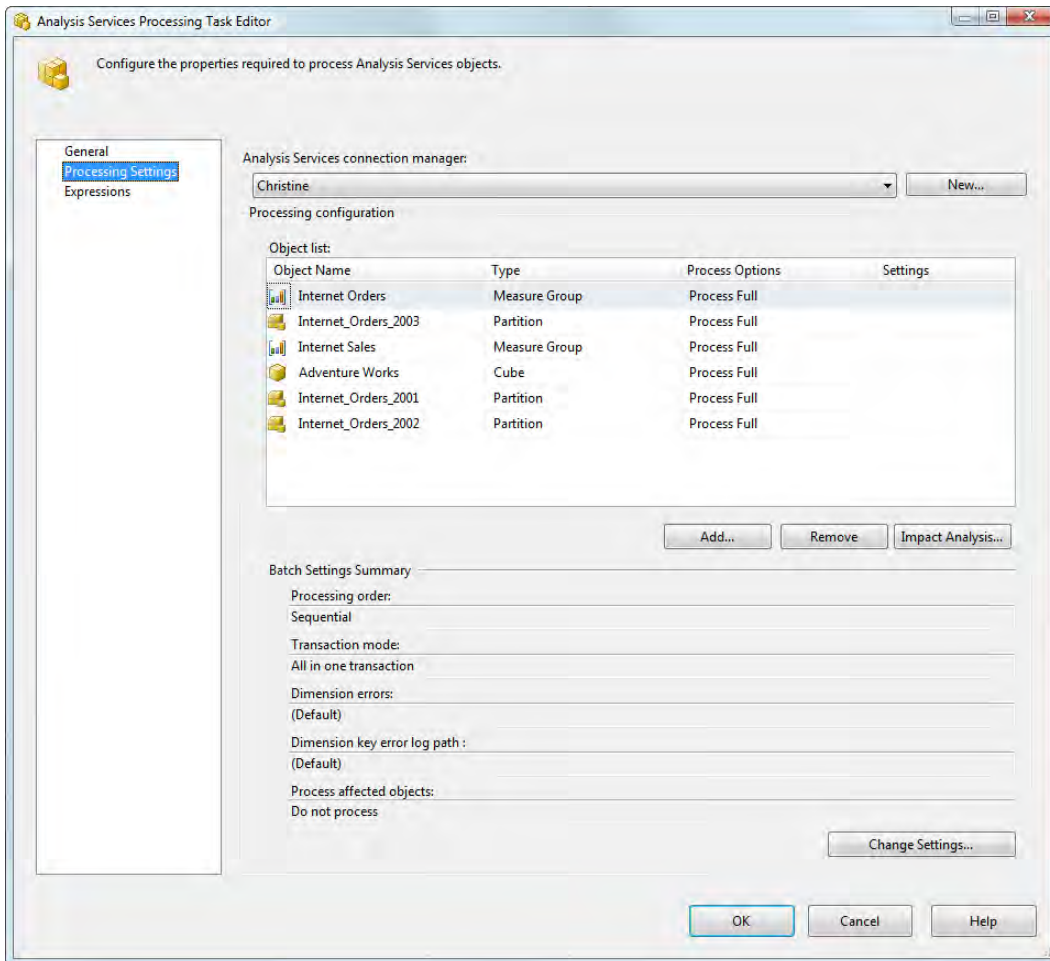 Analysis Services Processing Task Editor
Configure the properties required to process Analysis Services objects.
General
Processing Settings
Expressions
Analysis Services connection manager:
Christine
New...
Processing configuration
Object list:
Object Name Type Process Options Settings
Internet Orders Measure Group Process Full
Internet_Orders_2003 Partition Process Full
Internet Sales Measure Group Process Full
Adventure Works Cube Process Full
Internet_Orders_2001 Partition Process Full
Internet_Orders_2002 Partition Process Full
Add... Remove Impact Analysis...
Batch Settings Summary
Processing order:
Sequential
Transaction mode:
All in one transaction
Dimension errors:
(Default)
Dimension key error log path :
(Default)
Process affected objects:
Do not process
Change Settings...
OK Cancel Help